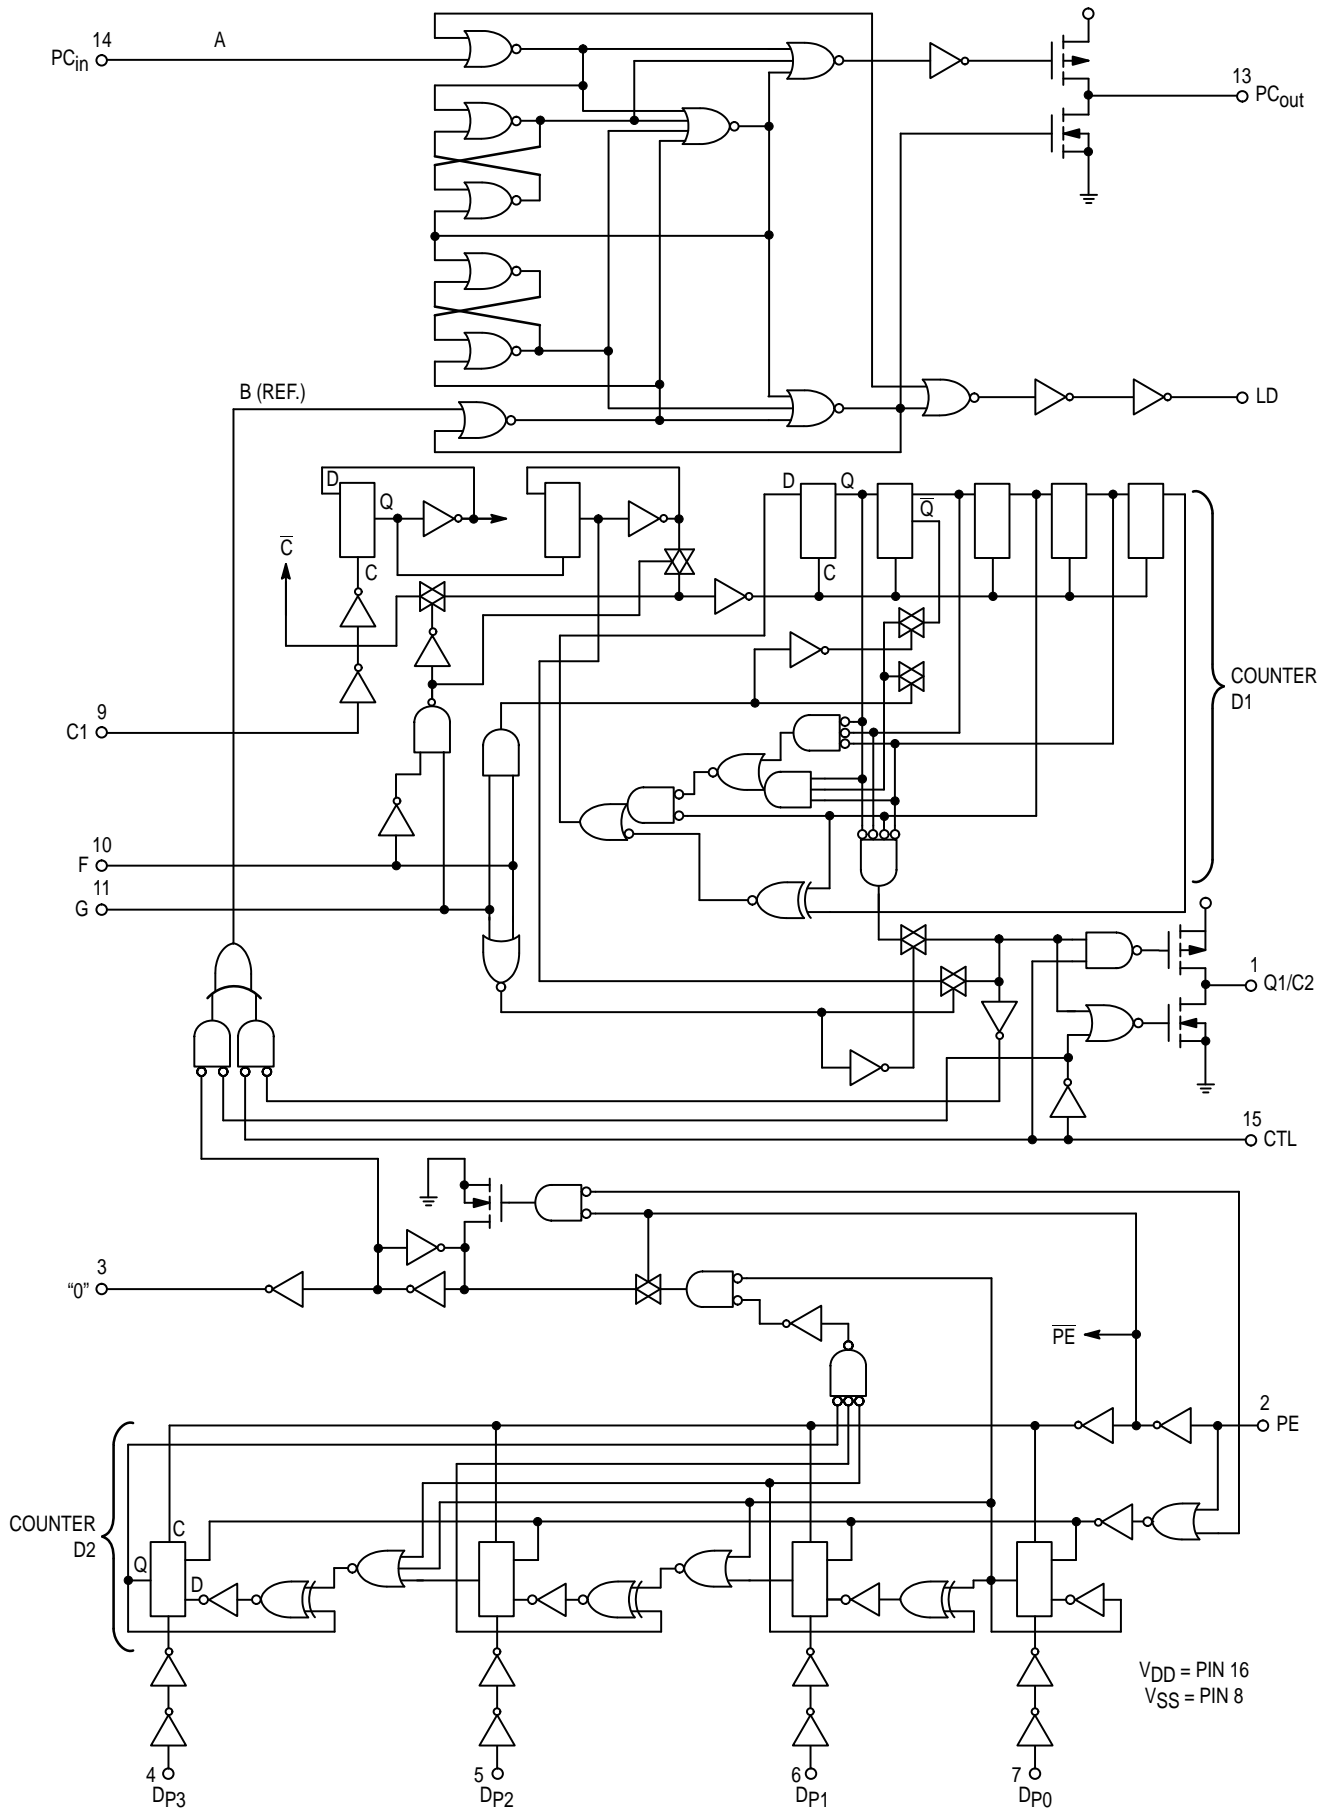 14
PCin
A
13
PCout
B (REF.)
LD
D
Q
C
C
D
Q
Q
C
COUNTER
D1
9
C1
10
F
11
G
1
Q1/C2
15
CTL
3
“0”
PE
2
PE
COUNTER
D2
C
Q
D
VDD = PIN 16
VSS = PIN 8
4
DP3
5
DP2
6
DP1
7
DP0